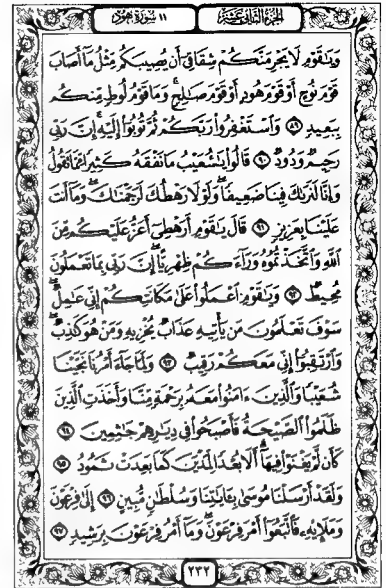 الجزء الثاني عشر
١١ سورة هود
وَيَٰقَوْمِ لَا يَجْرِمَنَّكُمْ شِقَاقِىٓ أَن يُصِيبَكُم مِّثْلُ مَآ أَصَابَ
قَوْمَ نُوحٍ أَوْ قَوْمَ هُودٍ أَوْ قَوْمَ صَٰلِحٍ ۚ وَمَا قَوْمُ لُوطٍ مِّنكُم
بِبَعِيدٍ ٨٩ وَٱسْتَغْفِرُوا۟ رَبَّكُمْ ثُمَّ تُوبُوٓا۟ إِلَيْهِ ۚ إِنَّ رَبِّى
رَحِيمٌ وَدُودٌ ٩٠ قَالُوا۟ يَٰشُعَيْبُ مَا نَفْقَهُ كَثِيرًا مِّمَّا تَقُولُ
وَإِنَّا لَنَرَىٰكَ فِينَا ضَعِيفًا ۖ وَلَوْلَا رَهْطُكَ لَرَجَمْنَٰكَ ۖ وَمَآ أَنتَ
عَلَيْنَا بِعَزِيزٍ ٩١ قَالَ يَٰقَوْمِ أَرَهْطِىٓ أَعَزُّ عَلَيْكُم مِّنَ
ٱللَّهِ وَٱتَّخَذْتُمُوهُ وَرَآءَكُمْ ظِهْرِيًّا ۖ إِنَّ رَبِّى بِمَا تَعْمَلُونَ
مُحِيطٌ ٩٢ وَيَٰقَوْمِ ٱعْمَلُوا۟ عَلَىٰ مَكَانَتِكُمْ إِنِّى عَٰمِلٌ ۖ
سَوْفَ تَعْلَمُونَ مَن يَأْتِيهِ عَذَابٌ يُخْزِيهِ وَمَنْ هُوَ كَٰذِبٌ ۖ
وَٱرْتَقِبُوٓا۟ إِنِّى مَعَكُمْ رَقِيبٌ ٩٣ وَلَمَّا جَآءَ أَمْرُنَا نَجَّيْنَا
شُعَيْبًا وَٱلَّذِينَ ءَامَنُوا۟ مَعَهُۥ بِرَحْمَةٍ مِّنَّا وَأَخَذَتِ ٱلَّذِينَ
ظَلَمُوا۟ ٱلصَّيْحَةُ فَأَصْبَحُوا۟ فِى دِيَٰرِهِمْ جَٰثِمِينَ ٩٤
كَأَن لَّمْ يَغْنَوْا۟ فِيهَآ ۗ أَلَا بُعْدًا لِّمَدْيَنَ كَمَا بَعِدَتْ ثَمُودُ ٩٥
وَلَقَدْ أَرْسَلْنَا مُوسَىٰ بِـَٔايَٰتِنَا وَسُلْطَٰنٍ مُّبِينٍ ٩٦ إِلَىٰ فِرْعَوْنَ
وَمَلَإِي۟هِۦ فَٱتَّبَعُوٓا۟ أَمْرَ فِرْعَوْنَ ۖ وَمَآ أَمْرُ فِرْعَوْنَ بِرَشِيدٍ ٩٧
٢٣٢